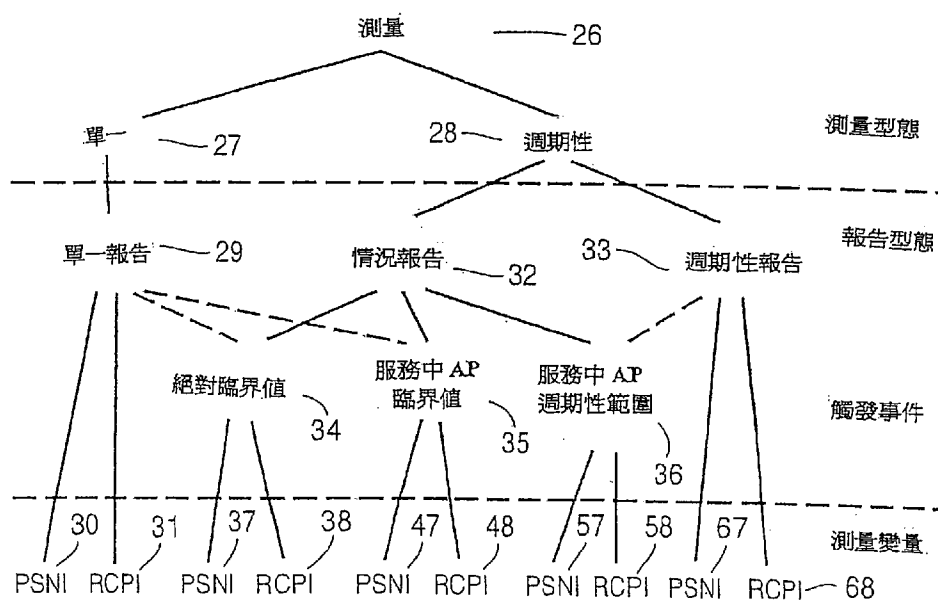 測量
26
單一
27
28
週期性
測量型態
單一報告
29
情況報告
32
33
週期性報告
報告型態
絕對臨界值
34
服務中 AP
臨界值
35
服務中 AP
週期性範圍
36
觸發事件
30
31
37
38
47
48
57
58
67
測量變量
PSNI
RCPI
PSNI
RCPI
PSNI
RCPI
PSNI
RCPI
PSNI
RCPI
68